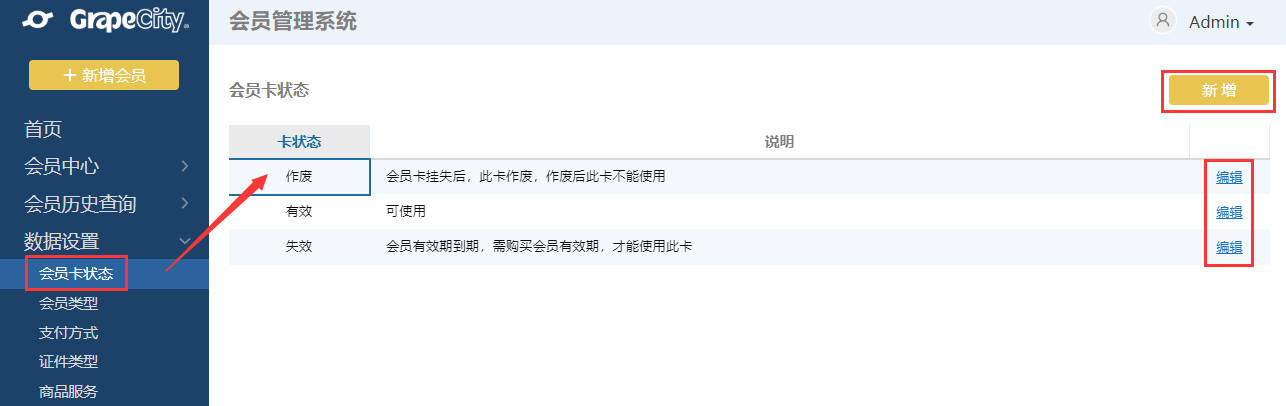 GrapeCity
会员管理系统
Admin
+ 新增会员
会员卡状态
新 增
首页
会员中心
会员历史查询
数据设置
会员卡状态
会员类型
支付方式
证件类型
商品服务
卡状态 说明
作废 会员卡挂失后，此卡作废，作废后此卡不能使用 编辑
有效 可使用 编辑
失效 会员有效期到期，需购买会员有效期，才能使用此卡 编辑